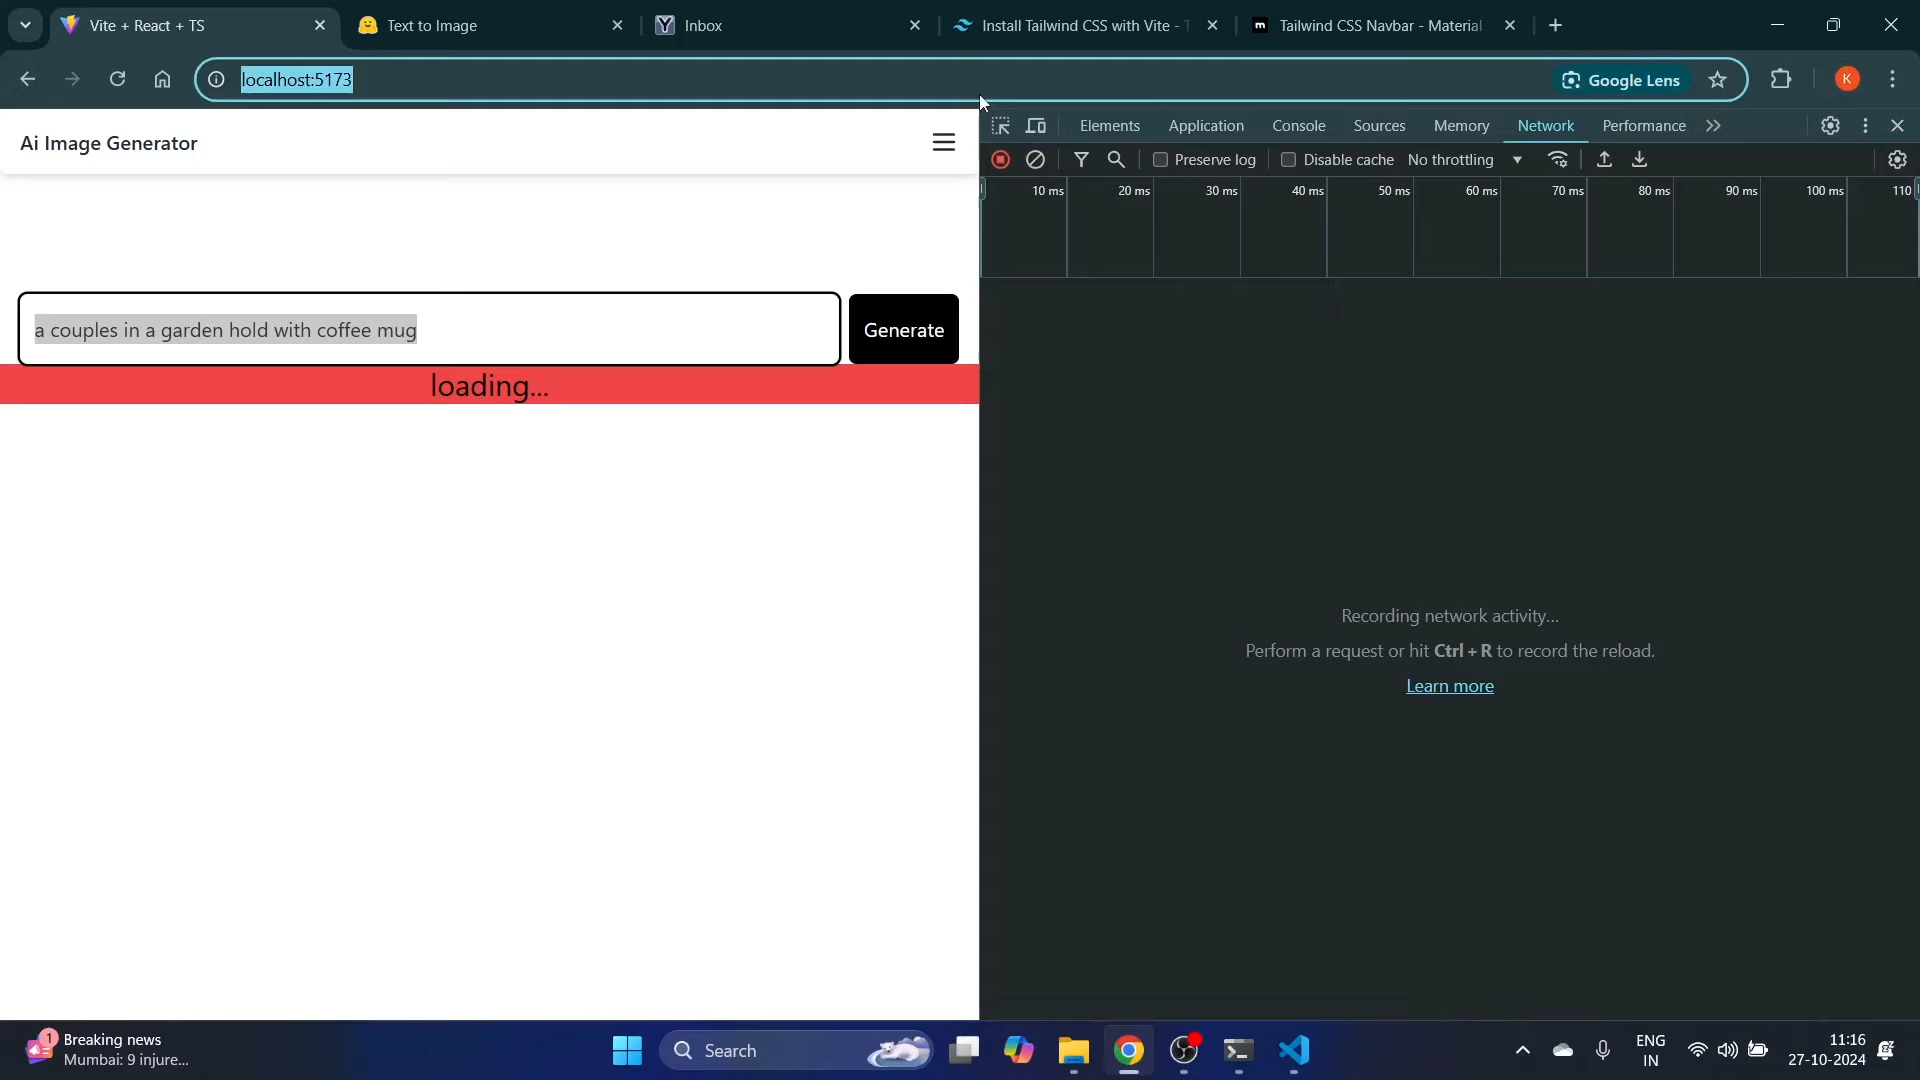 Vite + React + TS
Text to Image
Inbox
Install Tailwind CSS with Vite - T
Tailwind CSS Navbar - Material
localhost:5173
Google Lens
K
Ai Image Generator
Elements Application Console Sources Memory Network Performance
Preserve log Disable cache No throttling
10 ms 20 ms 30 ms 40 ms 50 ms 60 ms 70 ms 80 ms 90 ms 100 ms 110
a couples in a garden hold with coffee mug
Generate
loading...
Recording network activity...
Perform a request or hit Ctrl + R to record the reload.
Learn more
1
Breaking news
Mumbai: 9 injure...
Search
ENG
IN
11:16
27-10-2024